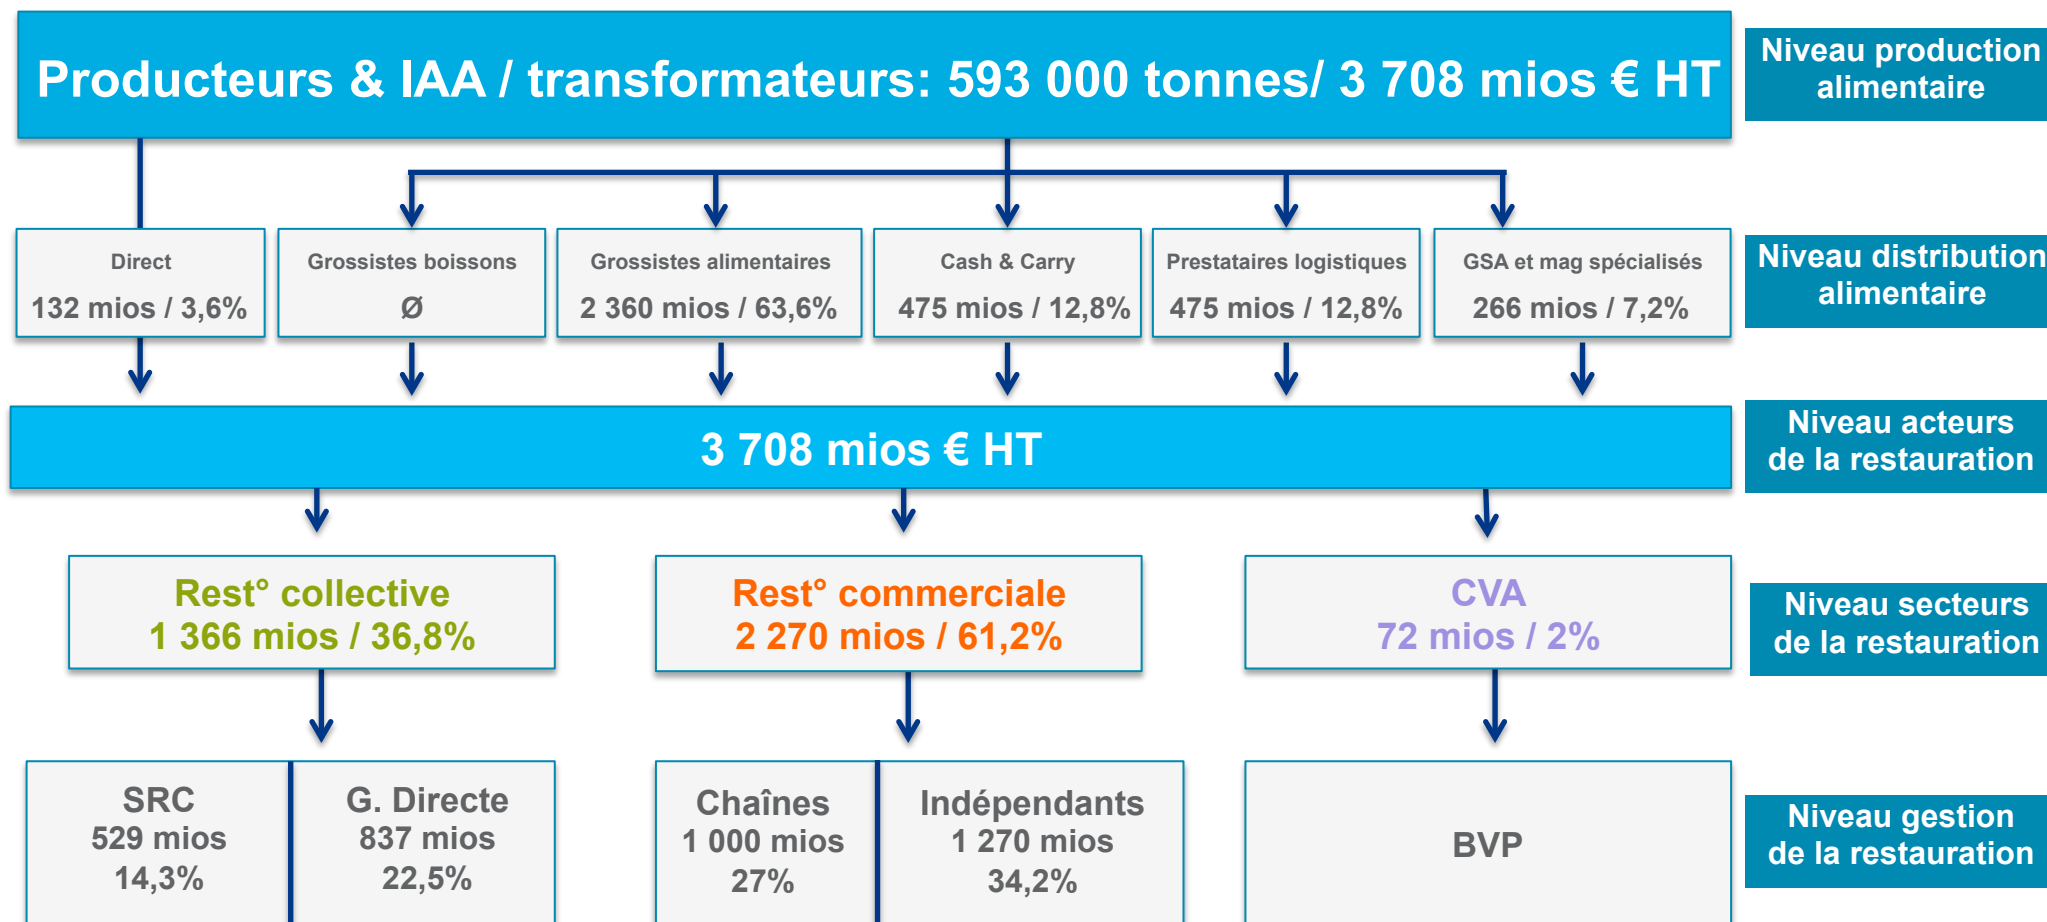 Producteurs & IAA / transformateurs: 593 000 tonnes/ 3 708 mios € HT
Niveau production
alimentaire
Direct
132 mios / 3,6%
Grossistes boissons
Ø
Grossistes alimentaires
2 360 mios / 63,6%
Cash & Carry
475 mios / 12,8%
Prestataires logistiques
475 mios / 12,8%
GSA et mag spécialisés
266 mios / 7,2%
Niveau distribution
alimentaire
3 708 mios € HT
Niveau acteurs
de la restauration
Rest° collective
1 366 mios / 36,8%
Rest° commerciale
2 270 mios / 61,2%
CVA
72 mios / 2%
Niveau secteurs
de la restauration
SRC
529 mios
14,3%
G. Directe
837 mios
22,5%
Chaînes
1 000 mios
27%
Indépendants
1 270 mios
34,2%
BVP
Niveau gestion
de la restauration